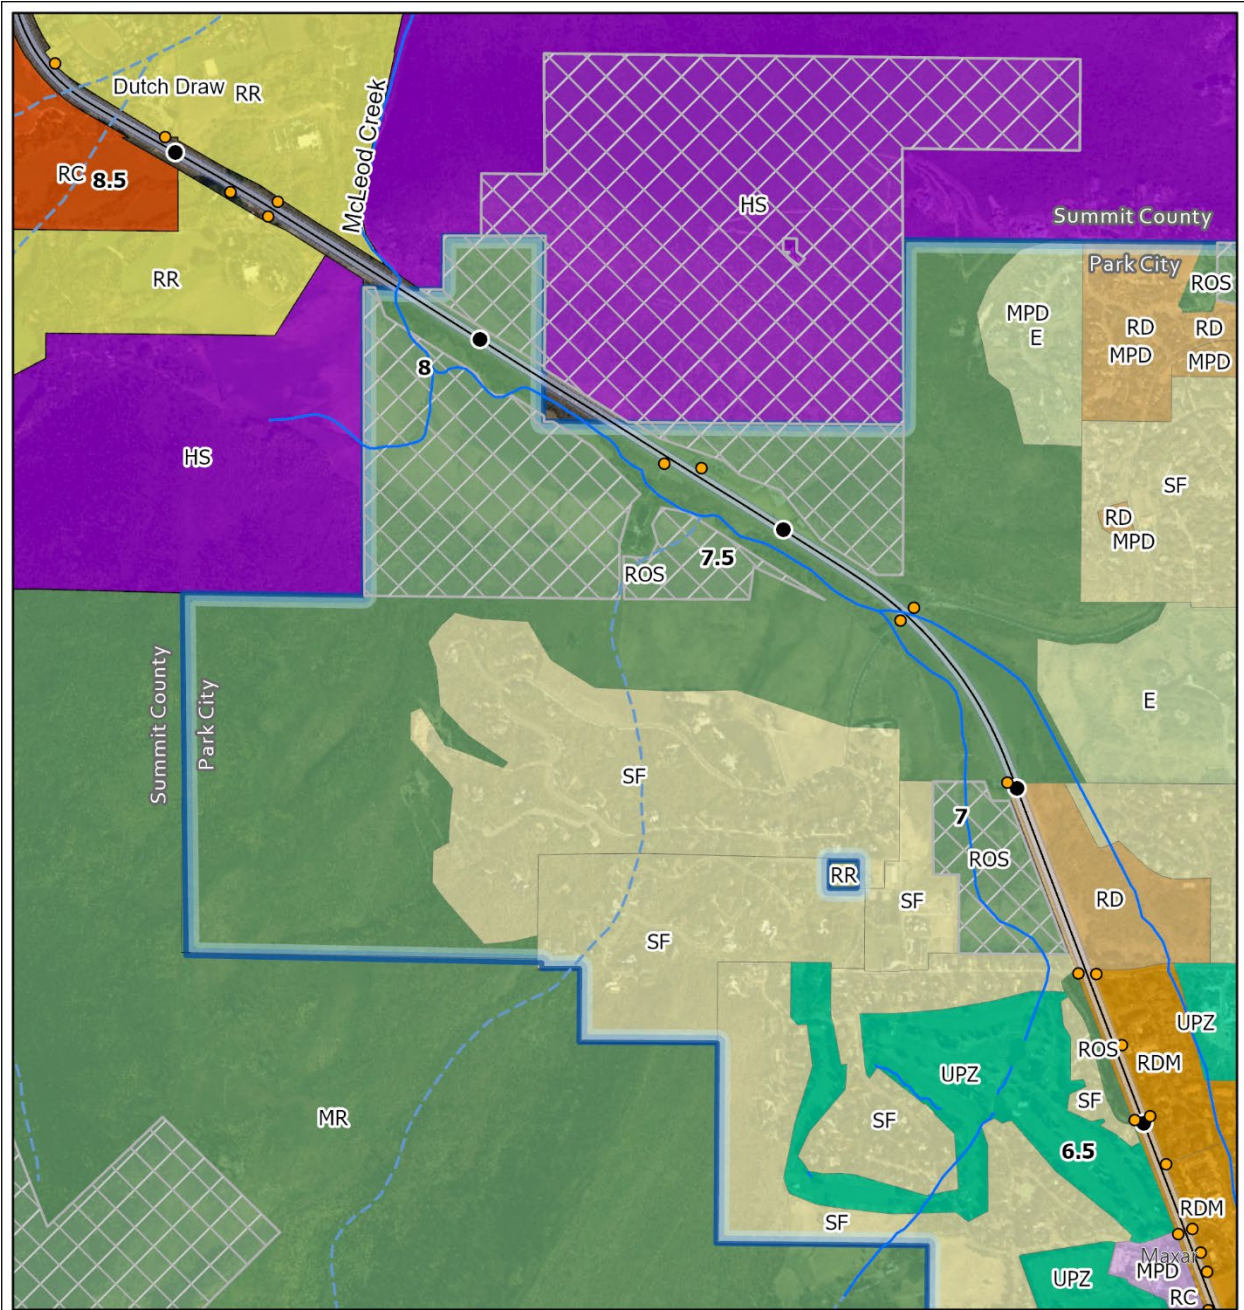 Dutch Draw
RR
McLeod Creek
RC
8.5
HS
Summit County
Park City
ROS
RR
MPD
E
RD
MPD
RD
MPD
8
HS
SF
RD
MPD
7.5
ROS
Summit County
Park City
E
SF
7
ROS
RR
SF
RD
SF
UPZ
ROS
RDM
UPZ
SF
MR
SF
6.5
SF
RDM
Maxar
MPD
UPZ
RC